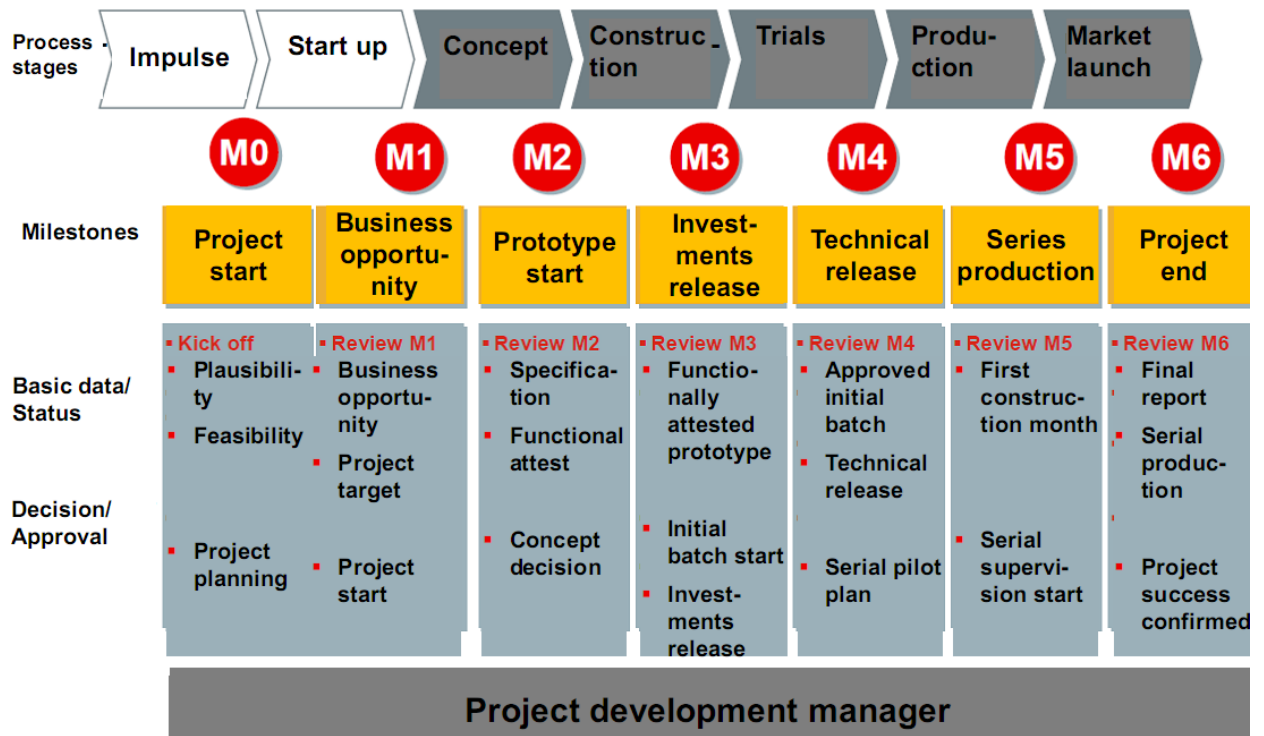 Process -
stages
Impulse
Start up
Concept
Construc -
tion
Trials
Produ-
ction
Market
launch
M0
M1
M2
M3
M4
M5
M6
Milestones
Project
start
Business
opportu-
nity
Prototype
start
Invest-
ments
release
Technical
release
Series
production
Project
end
Basic data/
Status
Decision/
Approval
▪ Kick off
▪ Plausibili-
ty
▪ Feasibility
▪ Project
planning
▪ Review M1
▪ Business
opportu-
nity
▪ Project
target
▪ Project
start
▪ Review M2
▪ Specifica-
tion
▪ Functional
attest
▪ Concept
decision
▪ Review M3
▪ Functio-
nally
attested
prototype
▪ Initial
batch start
▪ Invest-
ments
release
▪ Review M4
▪ Approved
initial
batch
▪ Technical
release
▪ Serial pilot
plan
▪ Review M5
▪ First
construc-
tion month
▪ Serial
supervi-
sion start
▪ Review M6
▪ Final
report
▪ Serial
produc-
tion
▪ Project
success
confirmed
Project development manager